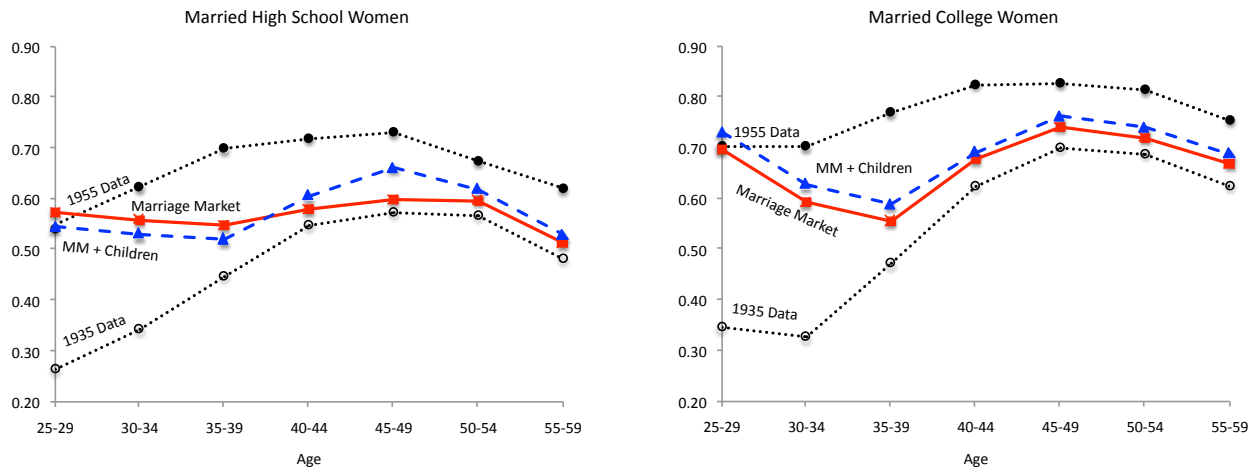 Married High School Women
0.90
0.80
0.70
0.60
0.50
0.40
0.30
0.20
1955 Data
Marriage Market
MM + Children
1935 Data
25-29 30-34 35-39 40-44 45-49 50-54 55-59
Age
Married College Women
0.90
0.80
0.70
0.60
0.50
0.40
0.30
0.20
1955 Data
MM + Children
Marriage Market
1935 Data
25-29 30-34 35-39 40-44 45-49 50-54 55-59
Age